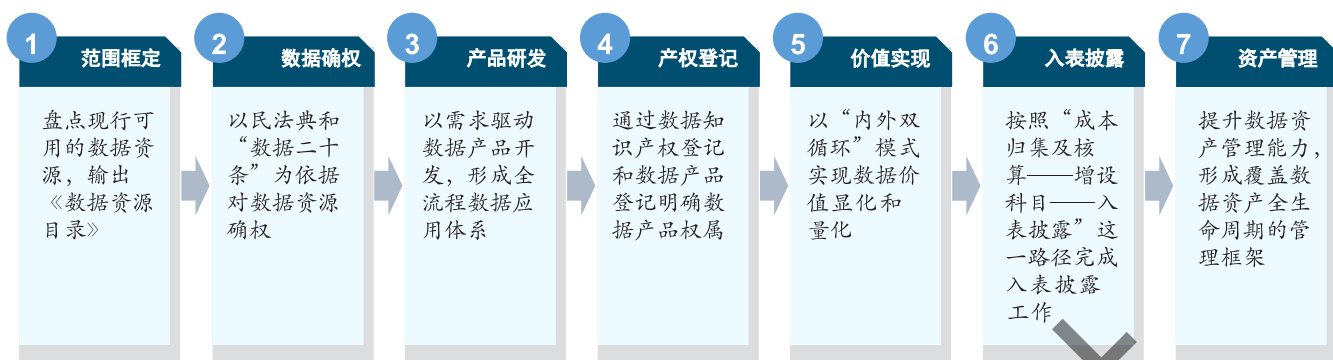 1
范围框定
盘点现行可
用的数据资
源，输出
《数据资源
目录》
2
数据确权
以民法典和
“数据二十
条”为依据
对数据资源
确权
3
产品研发
以需求驱动
数据产品开
发，形成全
流程数据应
用体系
4
产权登记
通过数据知
识产权登记
和数据产品
登记明确数
据产品权属
5
价值实现
以“内外双
循环”模式
实现数据价
值显化和
量化
6
入表披露
按照“成本
归集及核
算——增设
科目——入
表披露”这
一路径完成
入表披露
工作
7
资产管理
提升数据资
产管理能力，
形成覆盖数
据资产全生
命周期的管
理框架